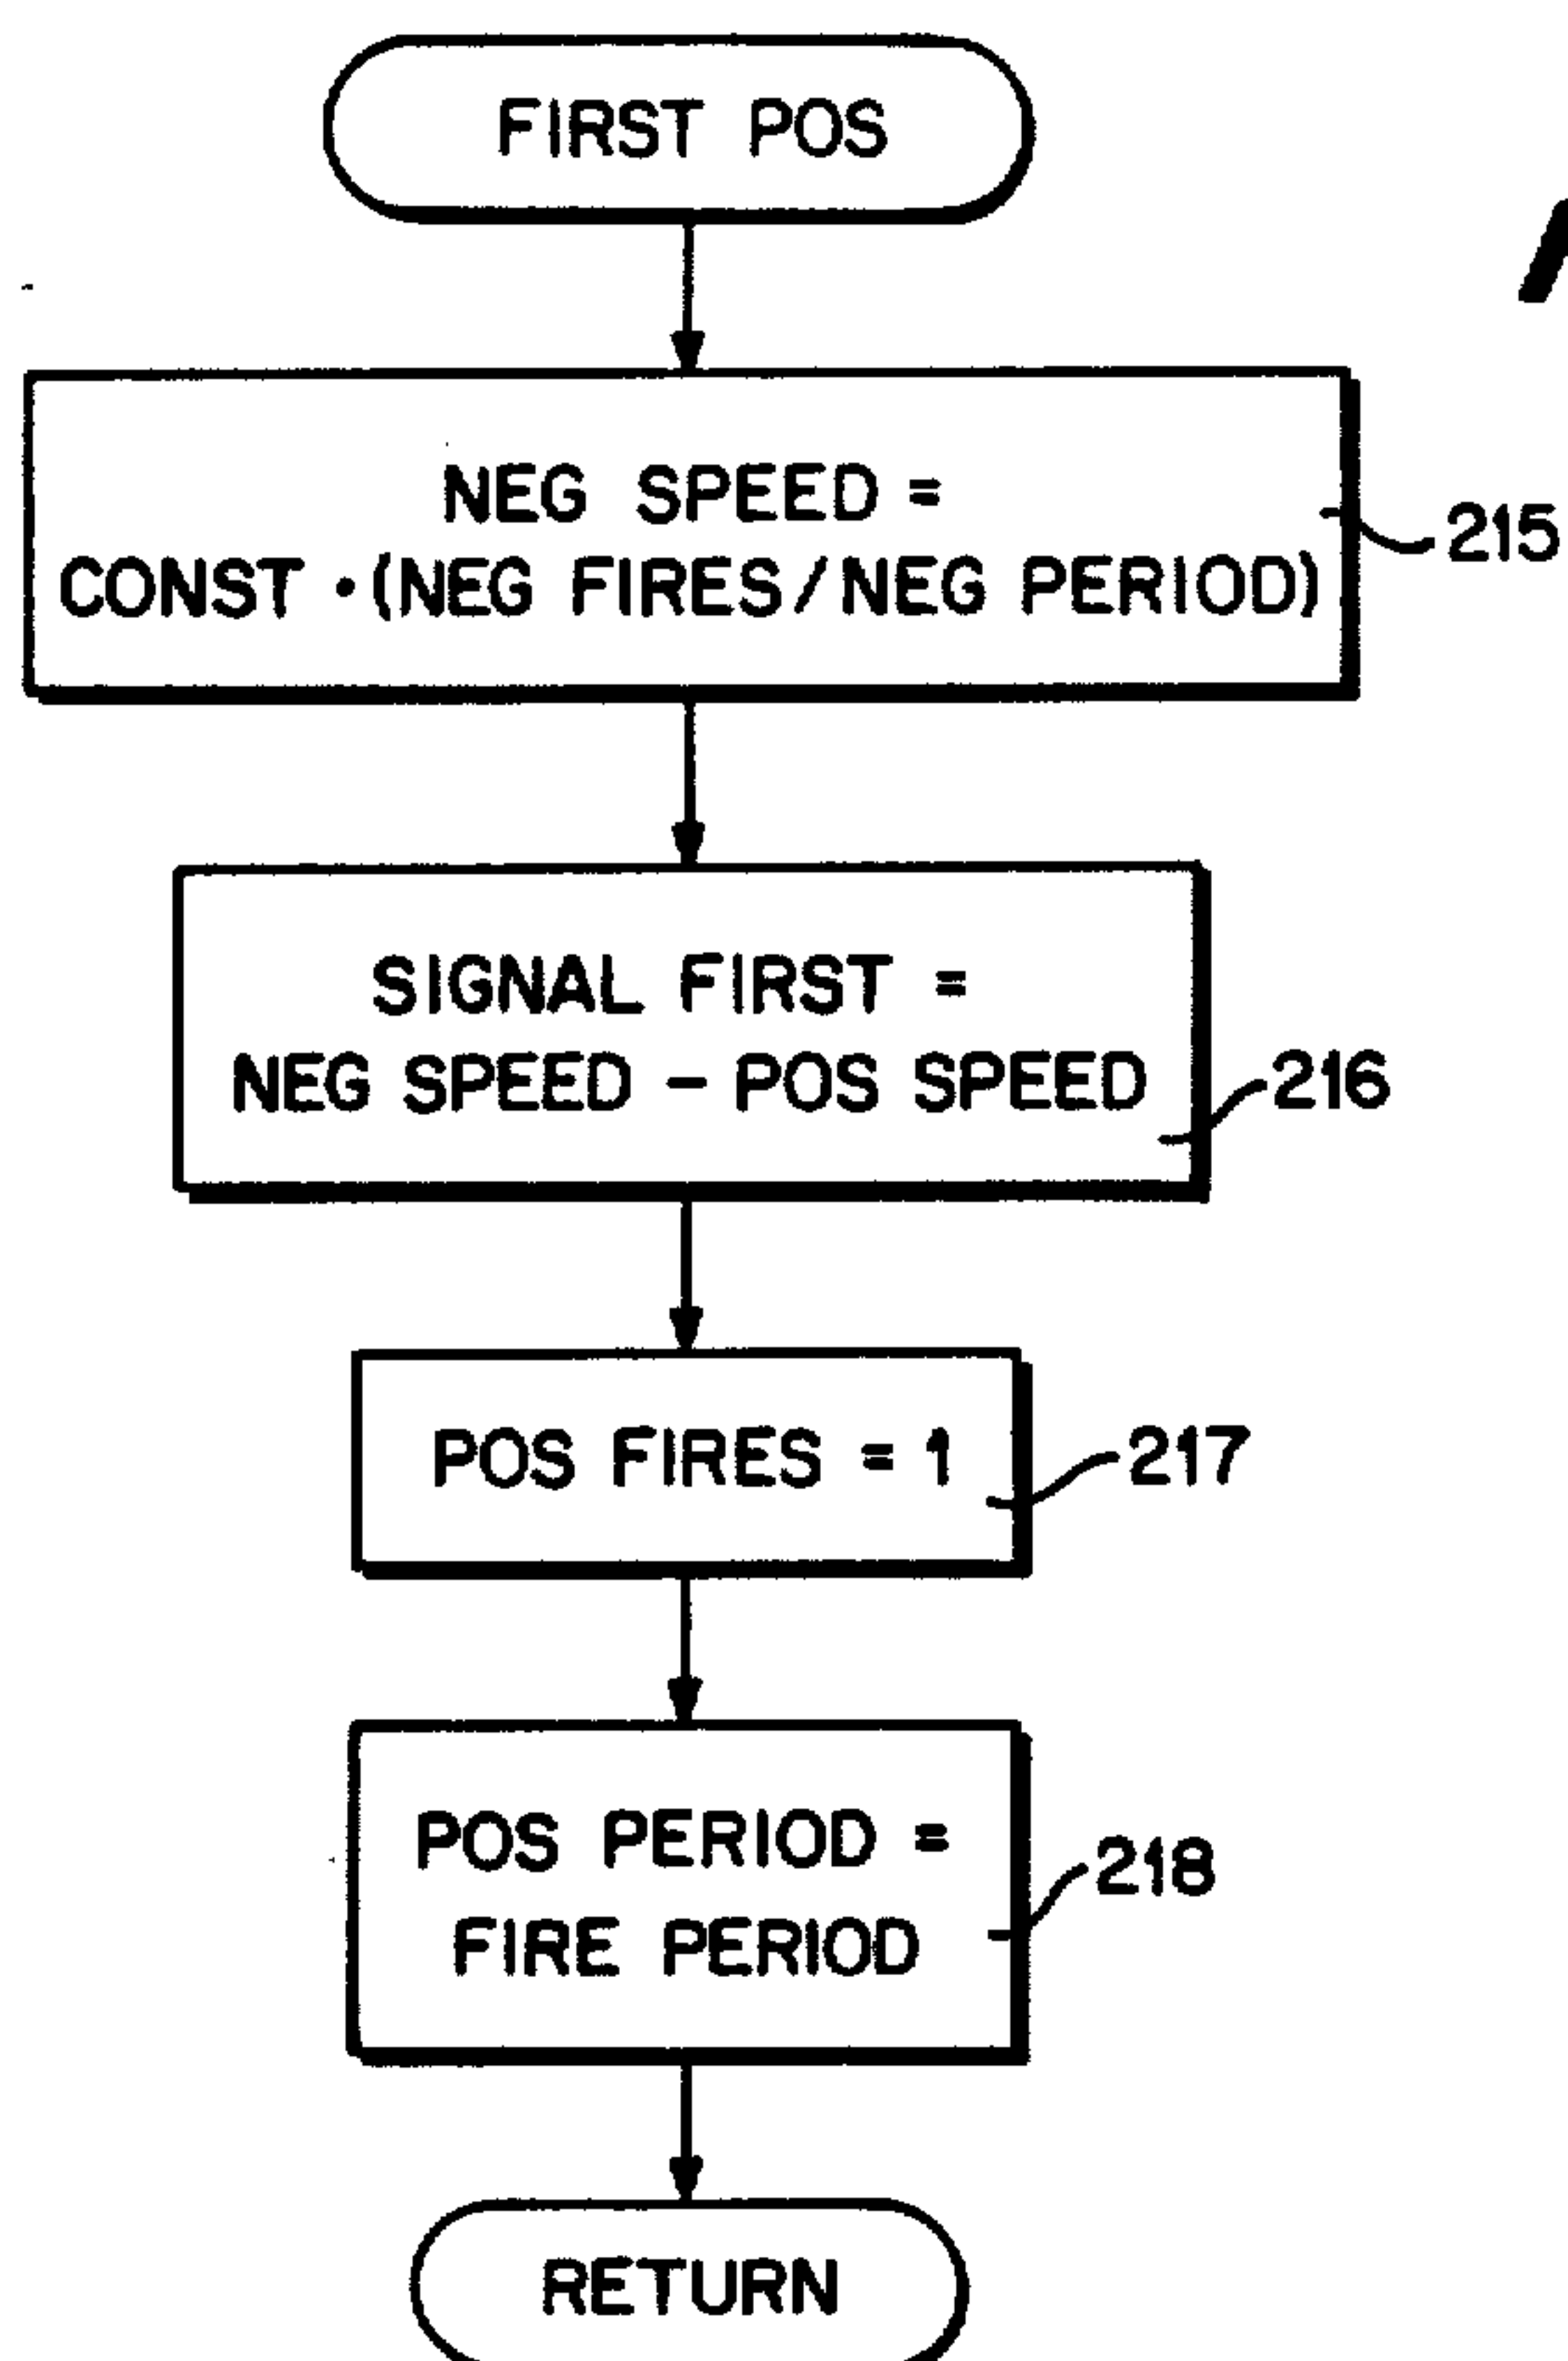 FIRST POS
NEG SPEED =
CONST • (NEG FIRES/NEG PERIOD)
215
SIGNAL FIRST =
NEG SPEED – POS SPEED
216
POS FIRES = 1
217
POS PERIOD =
FIRE PERIOD
218
RETURN